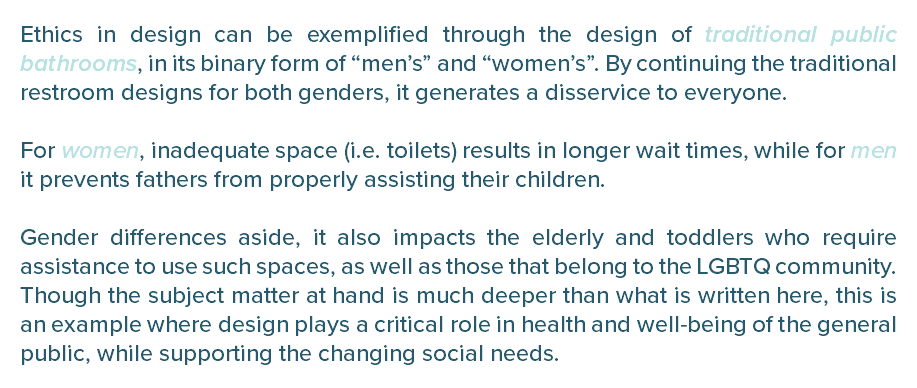 Ethics in design can be exemplified through the design of traditional public
bathrooms, in its binary form of “men’s” and “women’s”. By continuing the traditional
restroom designs for both genders, it generates a disservice to everyone.
For women, inadequate space (i.e. toilets) results in longer wait times, while for men
it prevents fathers from properly assisting their children.
Gender differences aside, it also impacts the elderly and toddlers who require
assistance to use such spaces, as well as those that belong to the LGBTQ community.
Though the subject matter at hand is much deeper than what is written here, this is
an example where design plays a critical role in health and well-being of the general
public, while supporting the changing social needs.